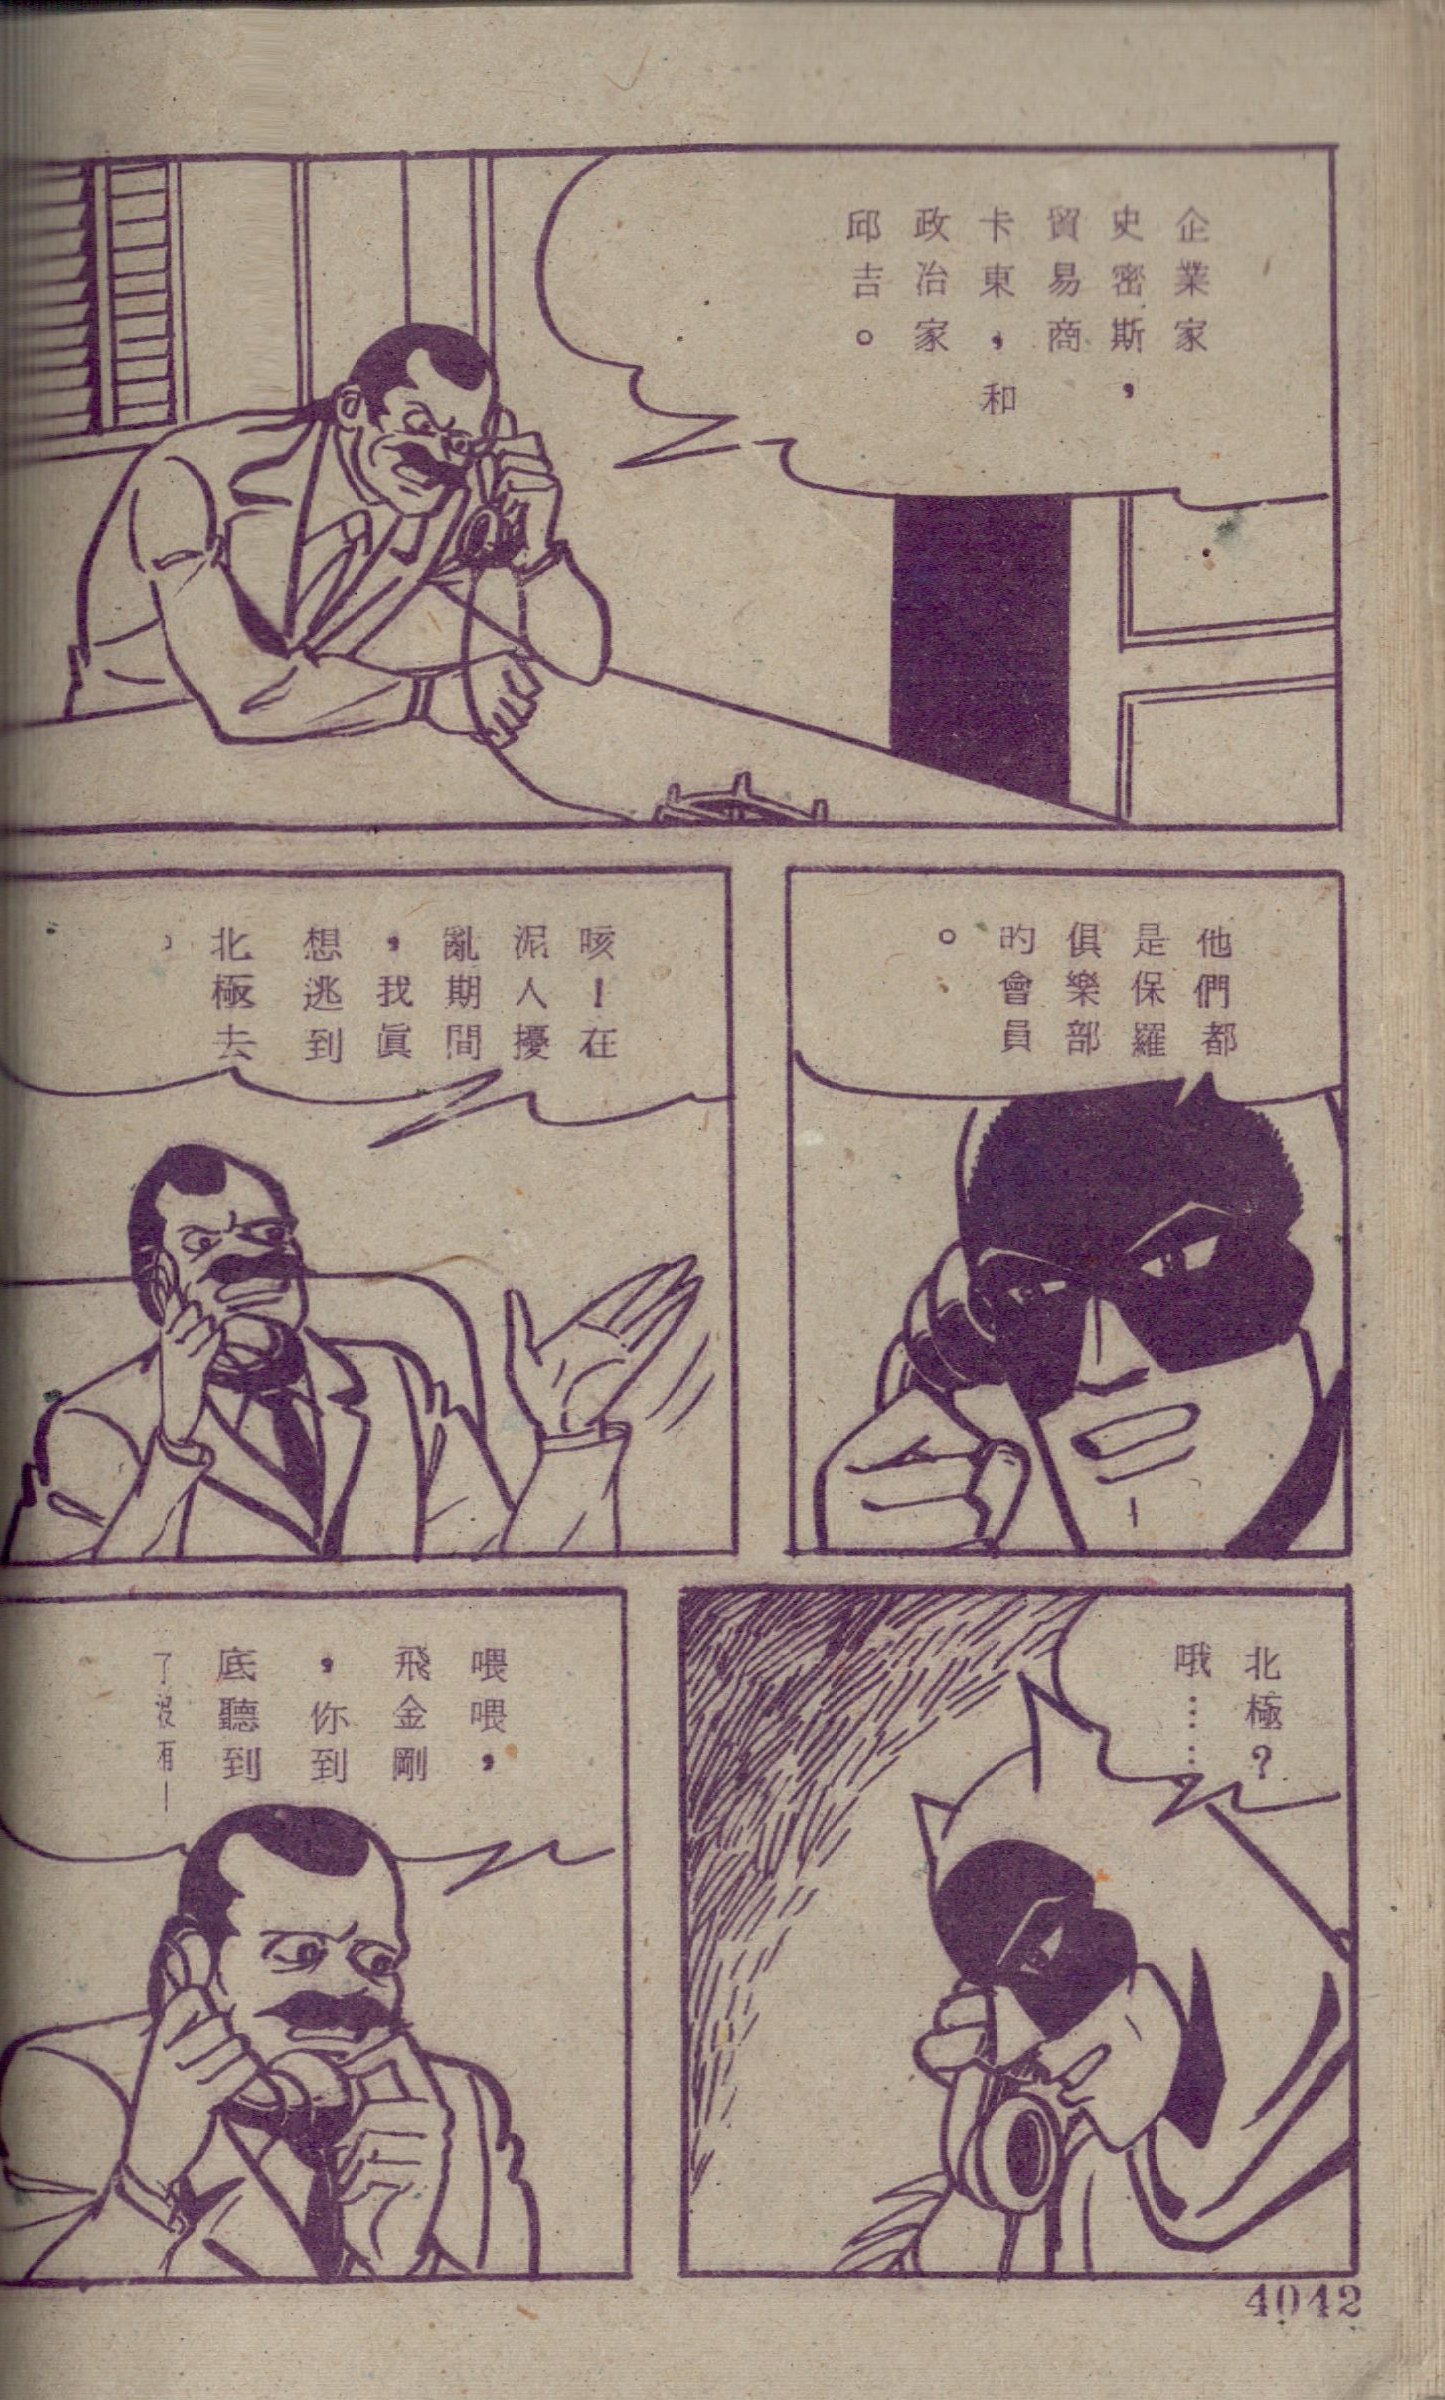 企業家
史密斯，
貿易商
卡東，和
政治家
邱吉。
他們都
是保羅
俱樂部
的會員
。
咳！在
泥人擾
亂期間
，我眞
想逃到
北極去
，
北極？
哦……
喂喂，
飛金剛
，你到
底聽到
了沒有—
4042